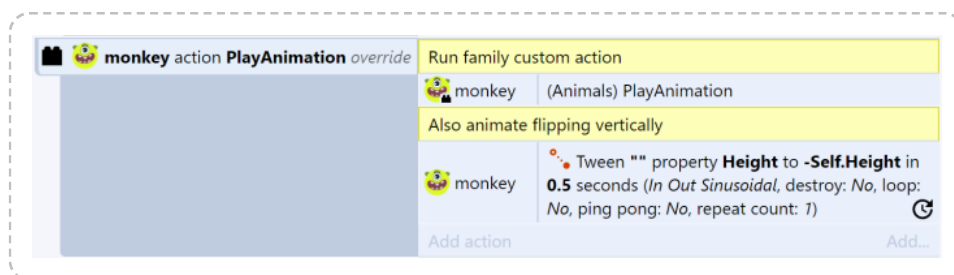 monkey action PlayAnimation override
Run family custom action
monkey
(Animals) PlayAnimation
Also animate flipping vertically
monkey
Tween "" property Height to -Self.Height in
0.5 seconds (In Out Sinusoidal, destroy: No, loop:
No, ping pong: No, repeat count: 1)
Add action
Add...